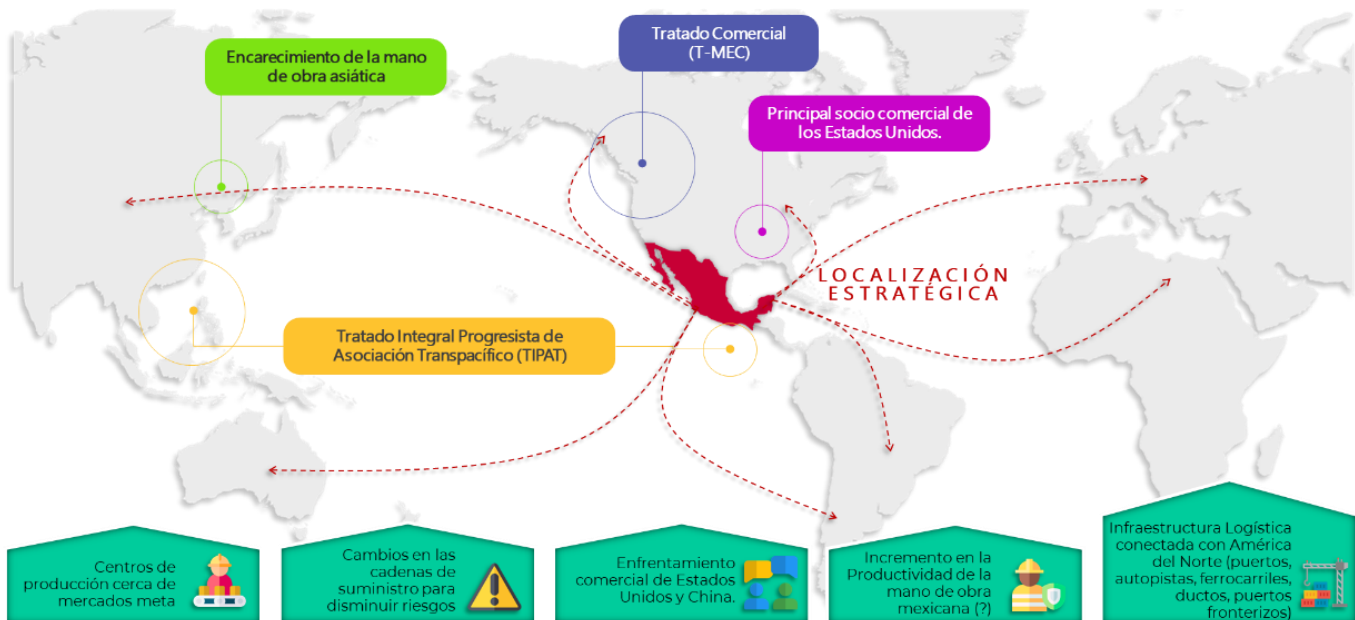 Encarecimiento de la mano
de obra asiática
Tratado Comercial
(T-MEC)
Principal socio comercial de
los Estados Unidos.
LOCALIZACIÓN
ESTRATÉGICA
Tratado Integral Progresista de
Asociación Transpacífico (TIPAT)
Centros de
producción cerca de
mercados meta
Cambios en las
cadenas de
suministro para
disminuir riesgos
Enfrentamiento
comercial de Estados
Unidos y China.
Incremento en la
Productividad de la
mano de obra
mexicana (?)
Infraestructura Logística
conectada con América
del Norte (puertos,
autopistas, ferrocarriles,
ductos, puertos
fronterizos)